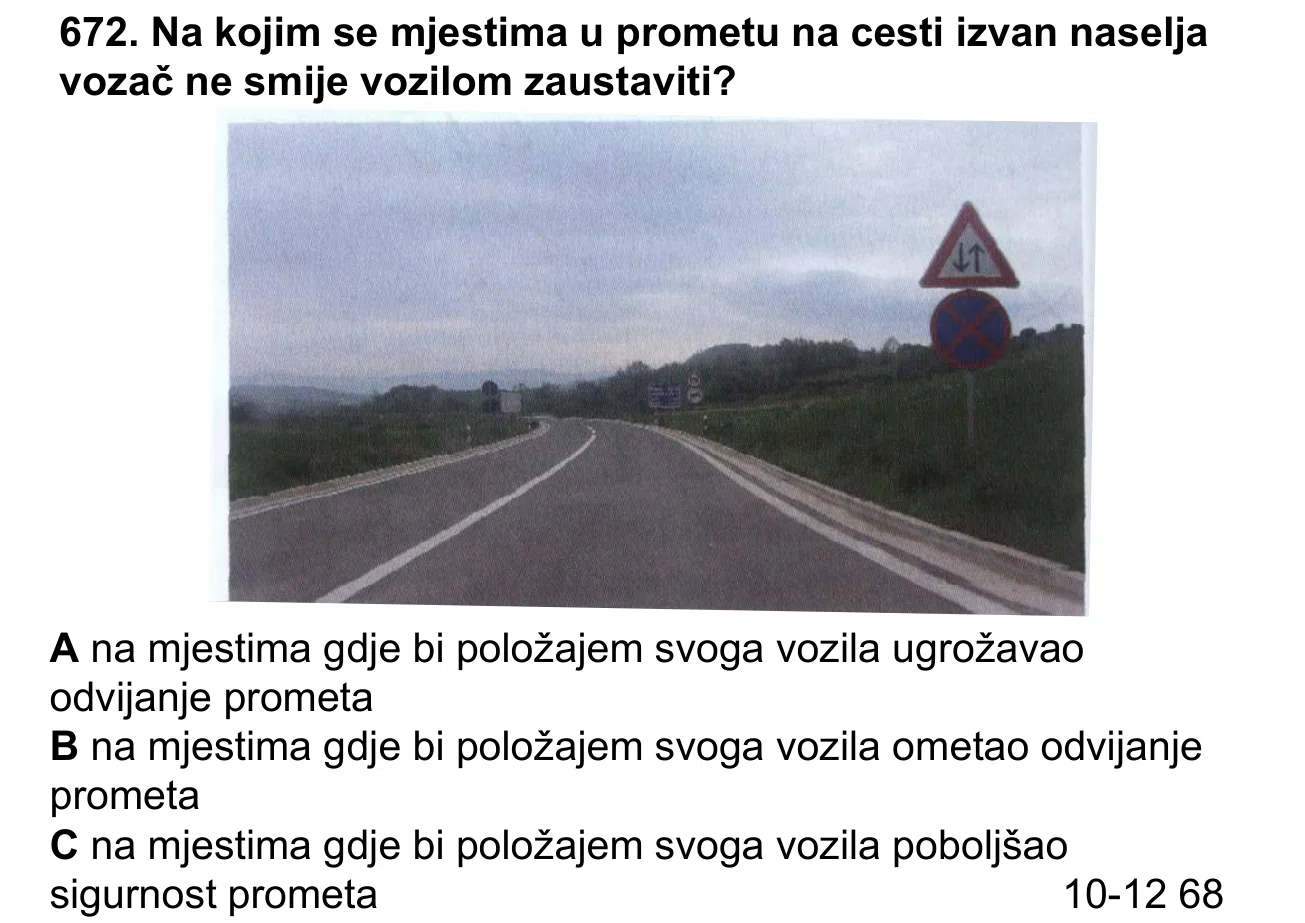 672. Na kojim se mjestima u prometu na cesti izvan naselja
vozač ne smije vozilom zaustaviti?
A na mjestima gdje bi položajem svoga vozila ugrožavao
odvijanje prometa
B na mjestima gdje bi položajem svoga vozila ometao odvijanje
prometa
C na mjestima gdje bi položajem svoga vozila poboljšao
sigurnost prometa
10-12 68